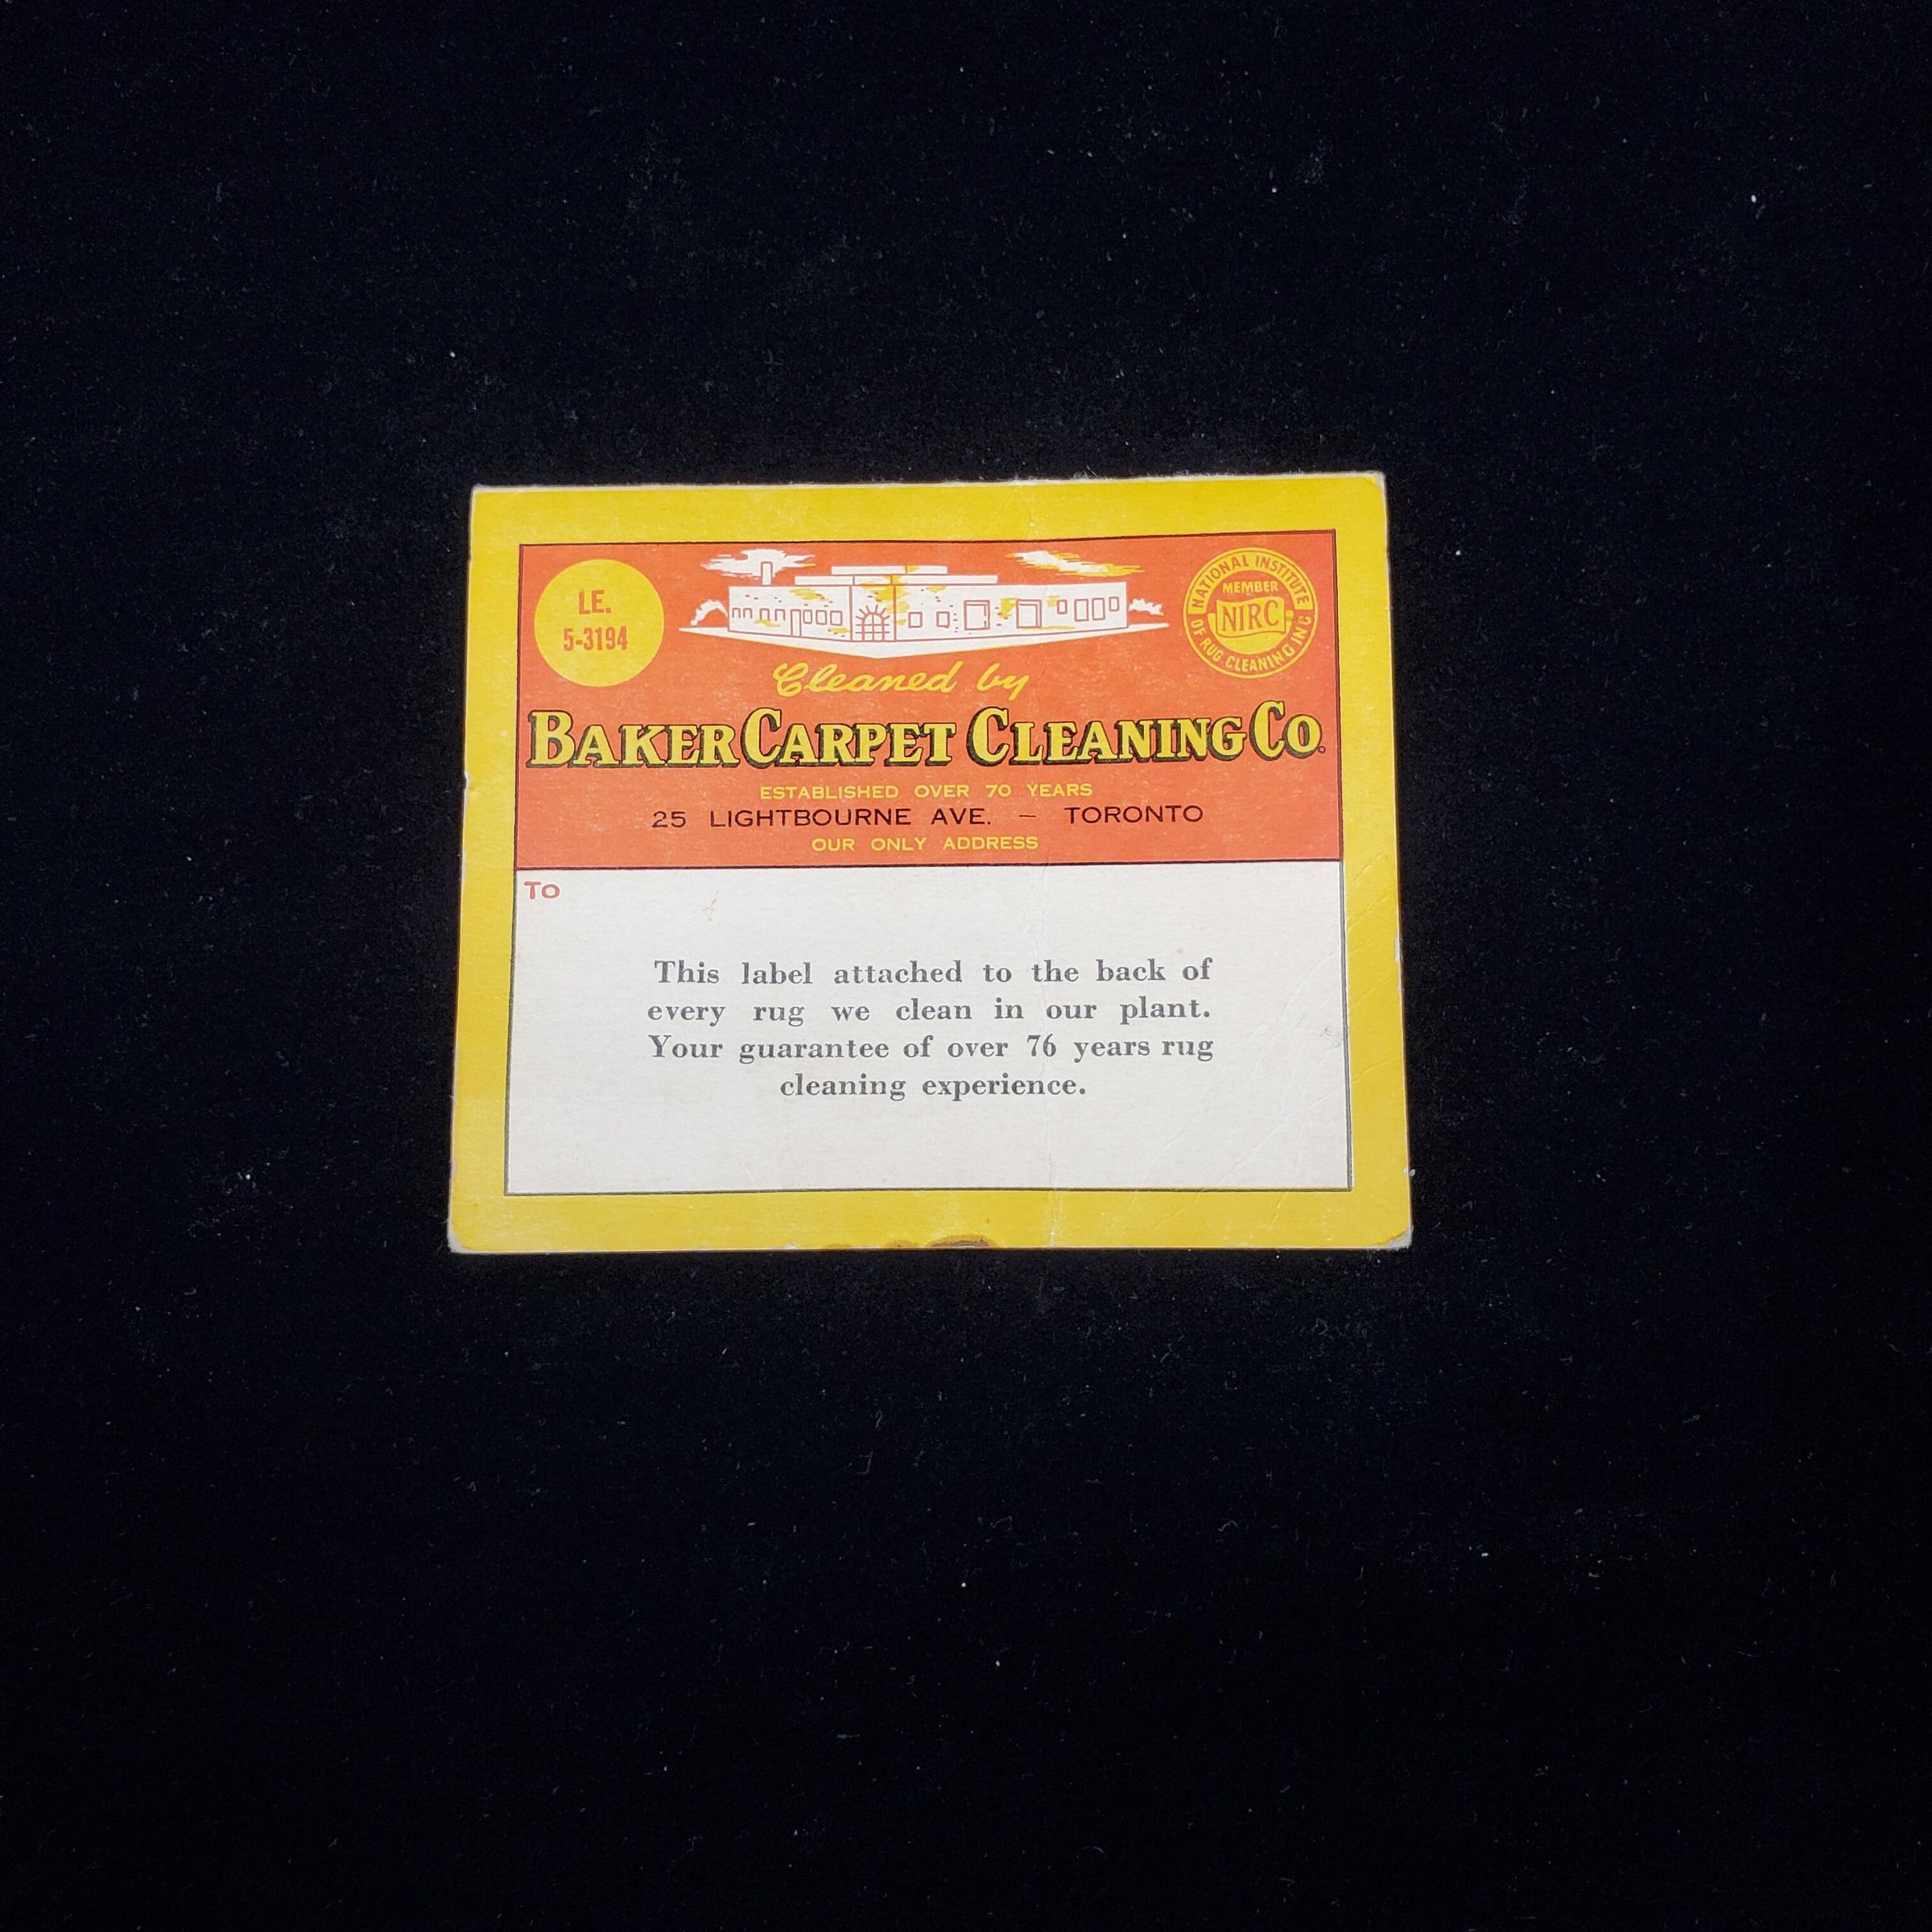 LE.
5-3194
NATIONAL INSTITUTE
MEMBER
NIRC
OF RUG CLEANING INC
Cleaned by
BAKER CARPET CLEANING CO.
ESTABLISHED OVER 70 YEARS
25 LIGHTBOURNE AVE. — TORONTO
OUR ONLY ADDRESS
TO
This label attached to the back of
every rug we clean in our plant.
Your guarantee of over 76 years rug
cleaning experience.